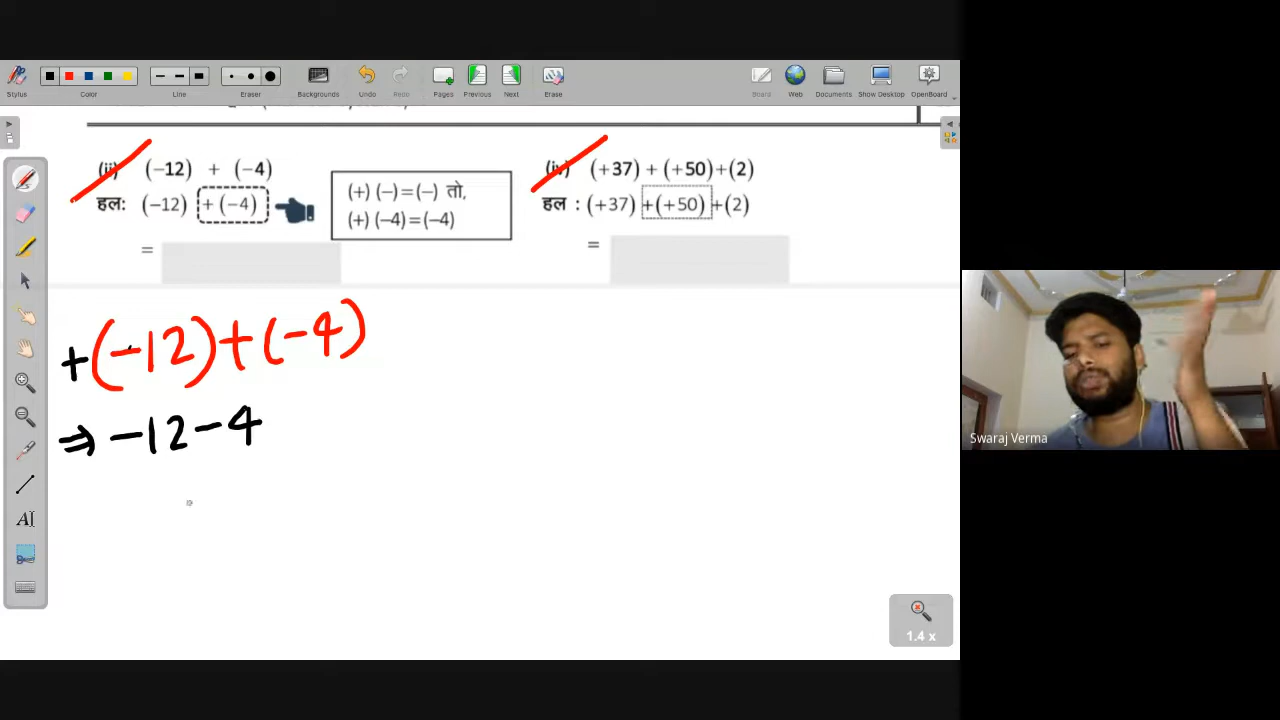 Stylus Color Line Eraser Backgrounds Undo Redo Pages Previous Next Erase Board Web Documents Show Desktop OpenBoard
(ii) (−12) + (−4)
हल: (−12) + (−4)
=
(+) (−)=(−) तो,
(+) (−4)=(−4)
(iv) (+37) + (+50)+(2)
हल : (+37) +(+50) +(2)
=
+(−12)+(−4)
⇒ −12−4
AI
1.4 x
Swaraj Verma